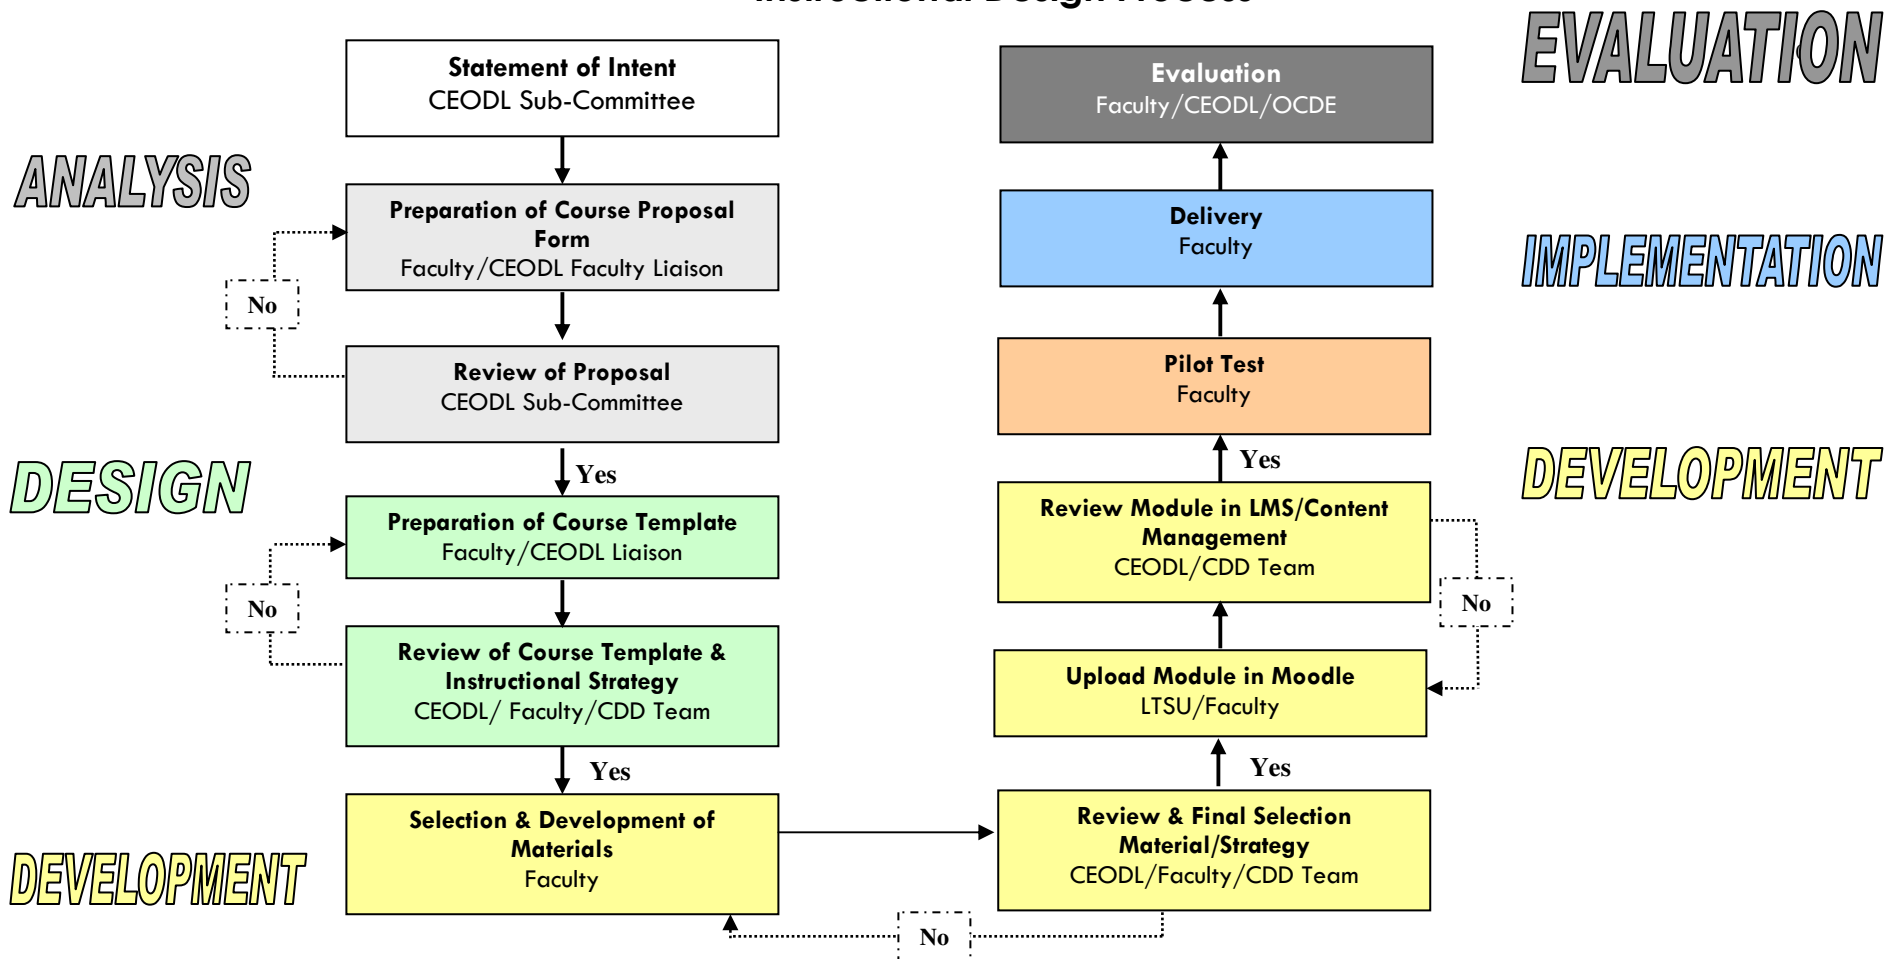 Instructional Design Process
EVALUATION
Statement of Intent
CEODL Sub-Committee
ANALYSIS
Preparation of Course Proposal
Form
Faculty/CEODL Faculty Liaison
No
Review of Proposal
CEODL Sub-Committee
Yes
DESIGN
Preparation of Course Template
Faculty/CEODL Liaison
No
Review of Course Template &
Instructional Strategy
CEODL/ Faculty/CDD Team
Yes
DEVELOPMENT
Selection & Development of
Materials
Faculty
No
Review & Final Selection
Material/Strategy
CEODL/Faculty/CDD Team
Yes
Upload Module in Moodle
LTSU/Faculty
No
Review Module in LMS/Content
Management
CEODL/CDD Team
DEVELOPMENT
Yes
Pilot Test
Faculty
IMPLEMENTATION
Delivery
Faculty
Evaluation
Faculty/CEODL/OCDE